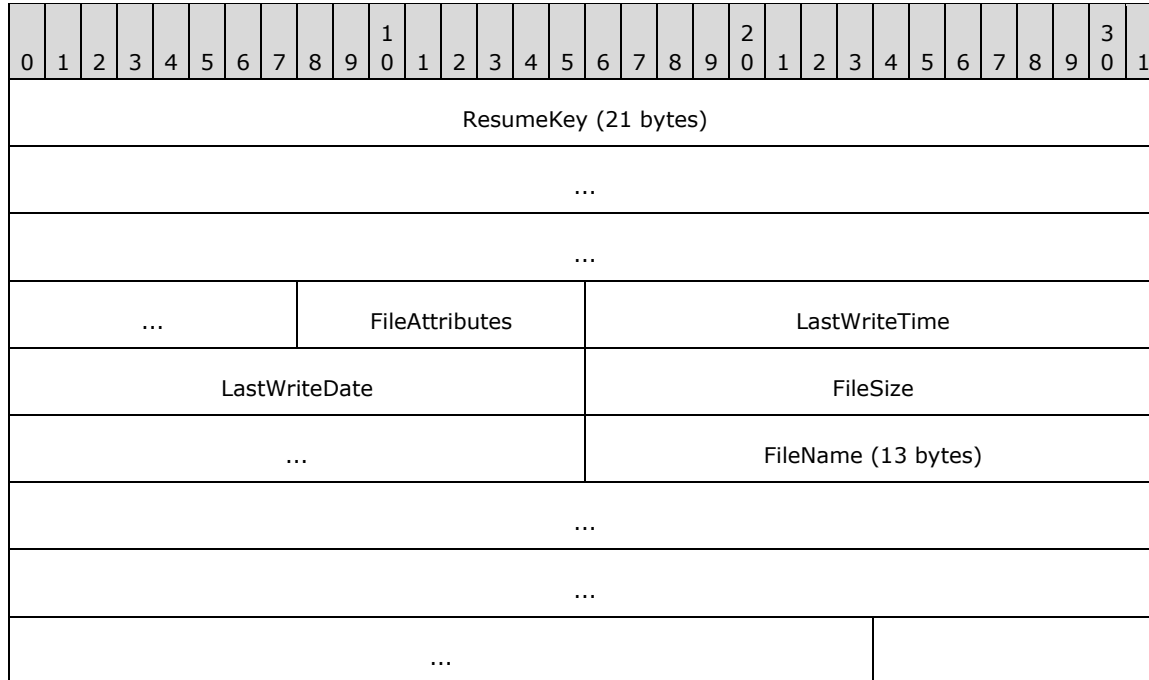 0 1 2 3 4 5 6 7 8 9 1 0 1 2 3 4 5 6 7 8 9 2 0 1 2 3 4 5 6 7 8 9 3 0 1
ResumeKey (21 bytes)
...
...
... FileAttributes LastWriteTime
LastWriteDate FileSize
... FileName (13 bytes)
...
...
...